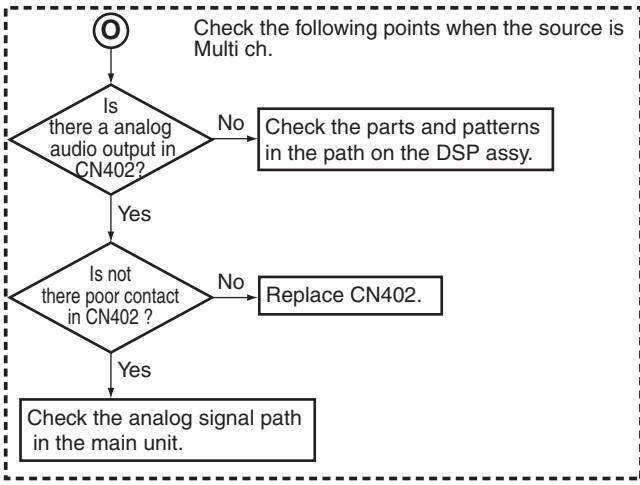 O
Check the following points when the source is
Multi ch.
Is
there a analog
audio output in
CN402?
No
Check the parts and patterns
in the path on the DSP assy.
Yes
Is not
there poor contact
in CN402 ?
No
Replace CN402.
Yes
Check the analog signal path
in the main unit.